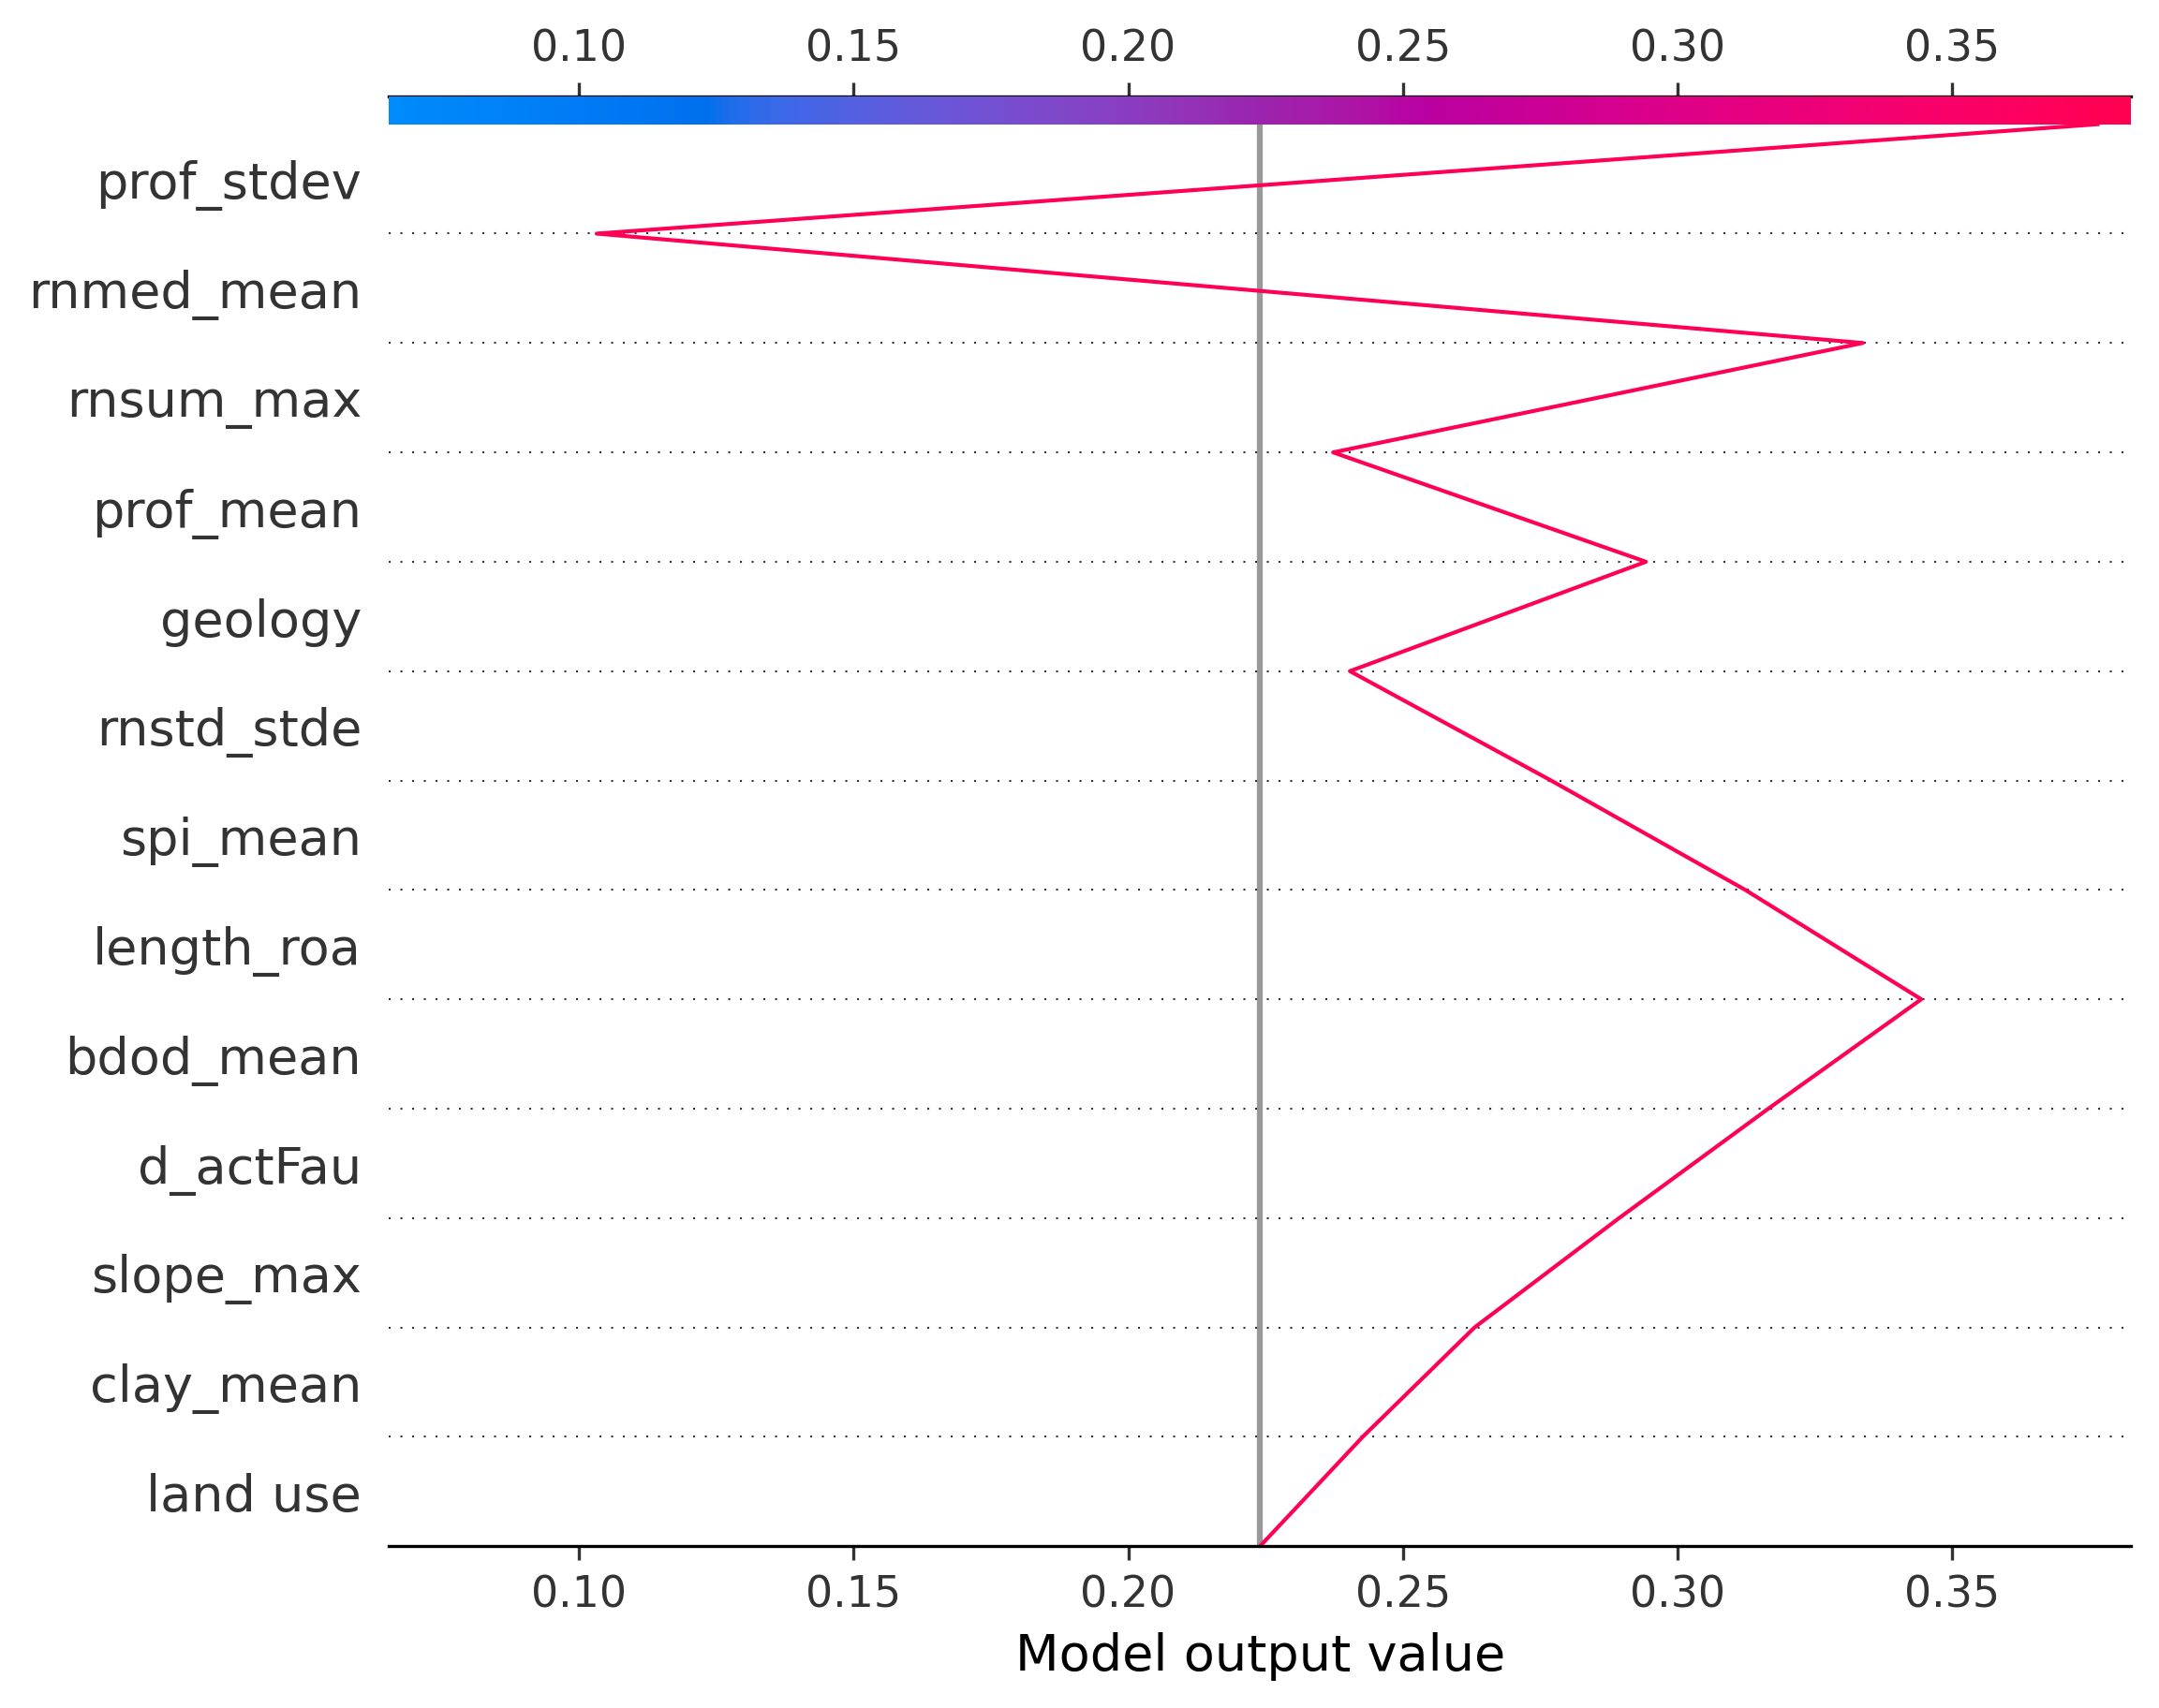 0.10 0.15 0.20 0.25 0.30 0.35
prof_stdev
rnmed_mean
rnsum_max
prof_mean
geology
rnstd_stde
spi_mean
length_roa
bdod_mean
d_actFau
slope_max
clay_mean
land use
0.10 0.15 0.20 0.25 0.30 0.35
Model output value